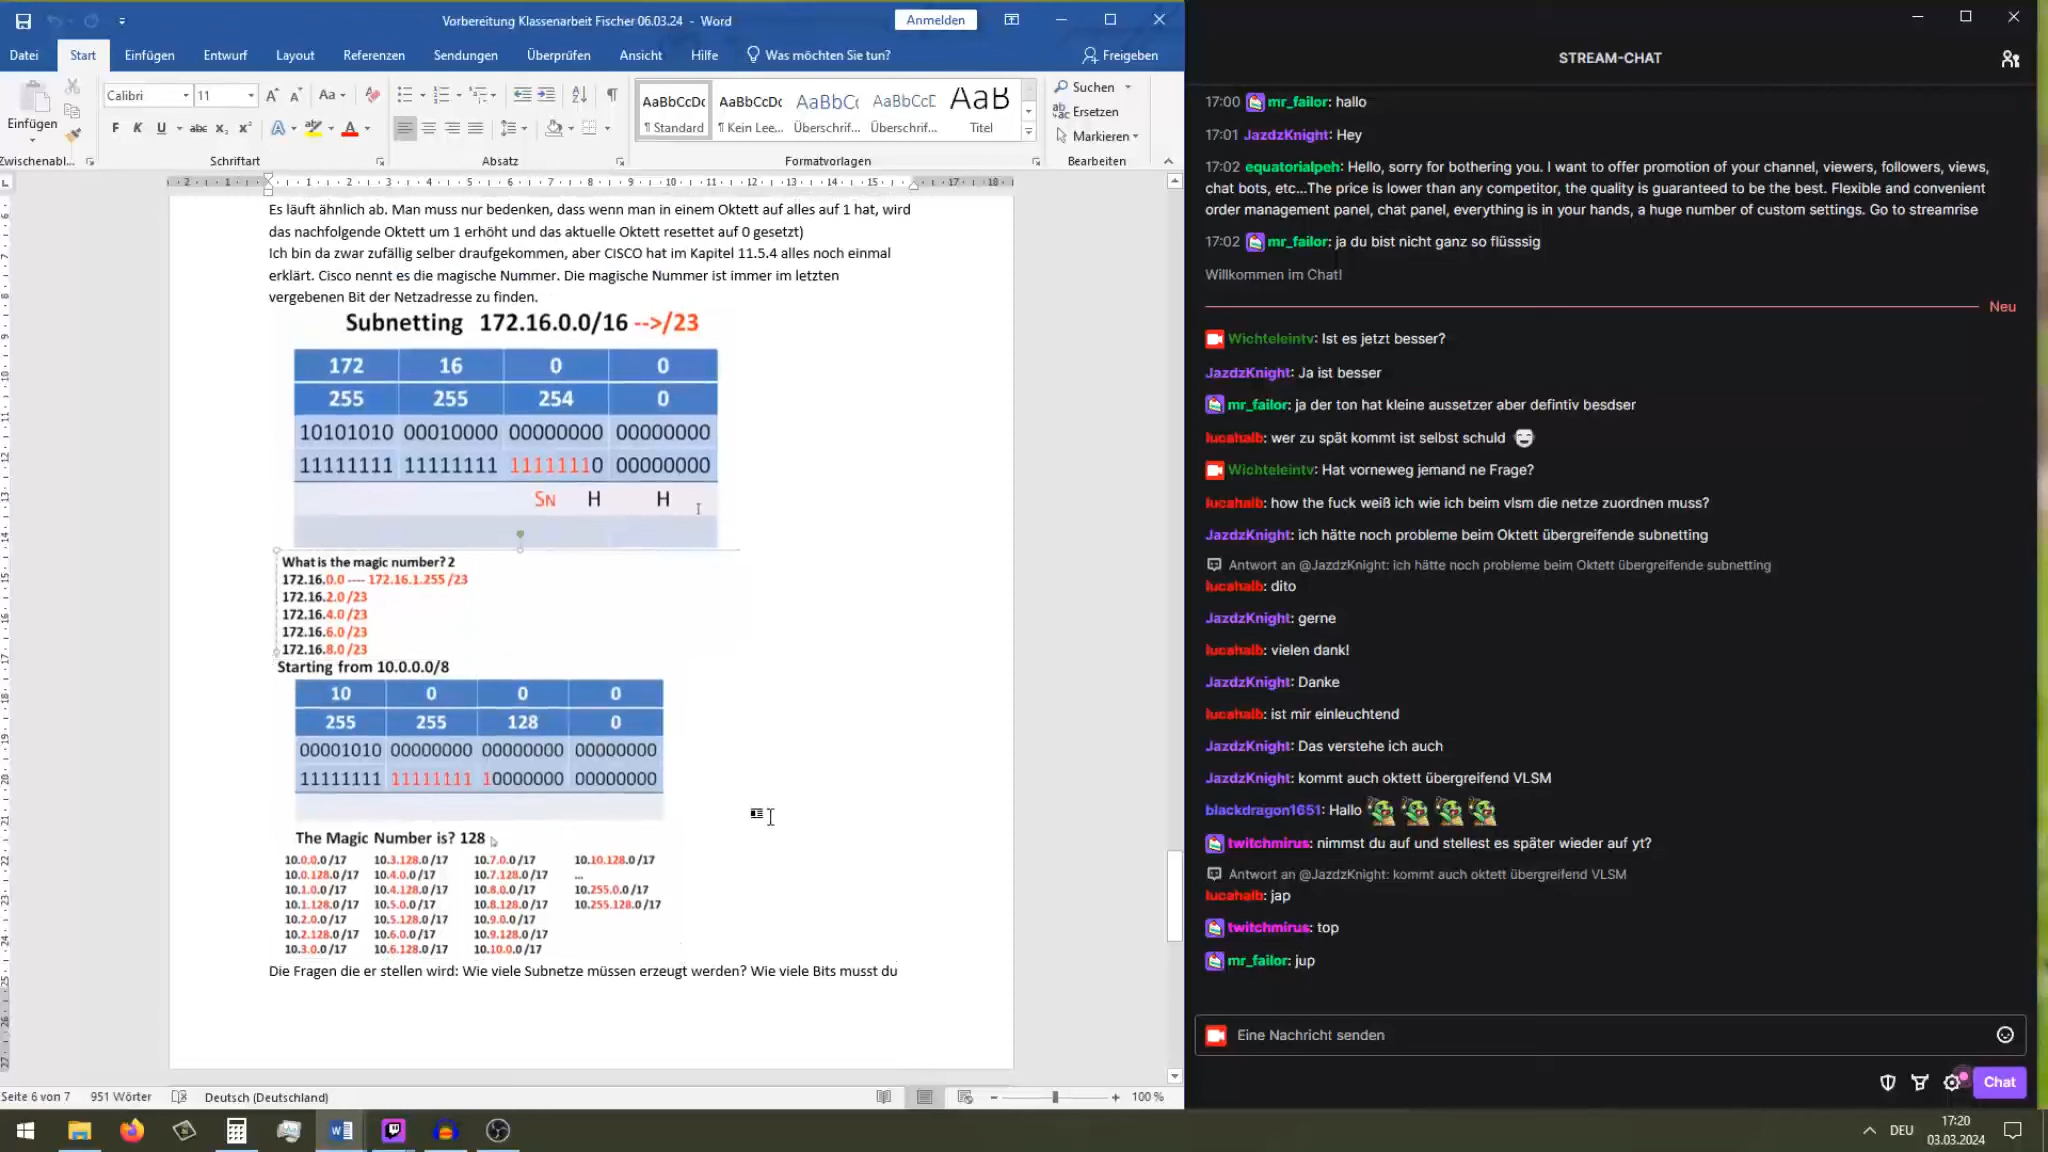 Vorbereitung Klassenarbeit Fischer 06.03.24 - Word
Anmelden
Datei Start Einfügen Entwurf Layout Referenzen Sendungen Überprüfen Ansicht Hilfe Was möchten Sie tun? Freigeben
Einfügen
Calibri 11
AaBbCcDc AaBbCcDc AaBbCc AaBbCcE AaB
¶ Standard ¶ Kein Lee... Überschrif... Überschrif... Titel
Suchen
Ersetzen
Markieren
Zwischenabl... Schriftart Absatz Formatvorlagen Bearbeiten
Es läuft ähnlich ab. Man muss nur bedenken, dass wenn man in einem Oktett auf alles auf 1 hat, wird
das nachfolgende Oktett um 1 erhöht und das aktuelle Oktett resettet auf 0 gesetzt)
Ich bin da zwar zufällig selber draufgekommen, aber CISCO hat im Kapitel 11.5.4 alles noch einmal
erklärt. Cisco nennt es die magische Nummer. Die magische Nummer ist immer im letzten
vergebenen Bit der Netzadresse zu finden.
Subnetting 172.16.0.0/16 -->/23
172 16 0 0
255 255 254 0
10101010 00010000 00000000 00000000
11111111 11111111 11111110 00000000
SN H H
What is the magic number? 2
172.16.0.0 ---- 172.16.1.255 /23
172.16.2.0 /23
172.16.4.0 /23
172.16.6.0 /23
172.16.8.0 /23
Starting from 10.0.0.0/8
10 0 0 0
255 255 128 0
00001010 00000000 00000000 00000000
11111111 11111111 10000000 00000000
The Magic Number is? 128
10.0.0.0 /17 10.3.128.0 /17 10.7.0.0 /17 10.10.128.0 /17
10.0.128.0 /17 10.4.0.0 /17 10.7.128.0 /17 ...
10.1.0.0 /17 10.4.128.0 /17 10.8.0.0 /17 10.255.0.0 /17
10.1.128.0 /17 10.5.0.0 /17 10.8.128.0 /17 10.255.128.0 /17
10.2.0.0 /17 10.5.128.0 /17 10.9.0.0 /17
10.2.128.0 /17 10.6.0.0 /17 10.9.128.0 /17
10.3.0.0 /17 10.6.128.0 /17 10.10.0.0 /17
Die Fragen die er stellen wird: Wie viele Subnetze müssen erzeugt werden? Wie viele Bits musst du
Seite 6 von 7 951 Wörter Deutsch (Deutschland) 100 %
STREAM-CHAT
17:00 mr_failor: hallo
17:01 JazdzKnight: Hey
17:02 equatorialpeh: Hello, sorry for bothering you. I want to offer promotion of your channel, viewers, followers, views,
chat bots, etc...The price is lower than any competitor, the quality is guaranteed to be the best. Flexible and convenient
order management panel, chat panel, everything is in your hands, a huge number of custom settings. Go to streamrise
17:02 mr_failor: ja du bist nicht ganz so flüsssig
Willkommen im Chat!
Neu
Wichteleintv: Ist es jetzt besser?
JazdzKnight: Ja ist besser
mr_failor: ja der ton hat kleine aussetzer aber defintiv besdser
lucahalb: wer zu spät kommt ist selbst schuld
Wichteleintv: Hat vorneweg jemand ne Frage?
lucahalb: how the fuck weiß ich wie ich beim vlsm die netze zuordnen muss?
JazdzKnight: ich hätte noch probleme beim Oktett übergreifende subnetting
Antwort an @JazdzKnight: ich hätte noch probleme beim Oktett übergreifende subnetting
lucahalb: dito
JazdzKnight: gerne
lucahalb: vielen dank!
JazdzKnight: Danke
lucahalb: ist mir einleuchtend
JazdzKnight: Das verstehe ich auch
JazdzKnight: kommt auch oktett übergreifend VLSM
blackdragon1651: Hallo
twitchmirus: nimmst du auf und stellest es später wieder auf yt?
Antwort an @JazdzKnight: kommt auch oktett übergreifend VLSM
lucahalb: jap
twitchmirus: top
mr_failor: jup
Eine Nachricht senden
Chat
DEU
17:20
03.03.2024